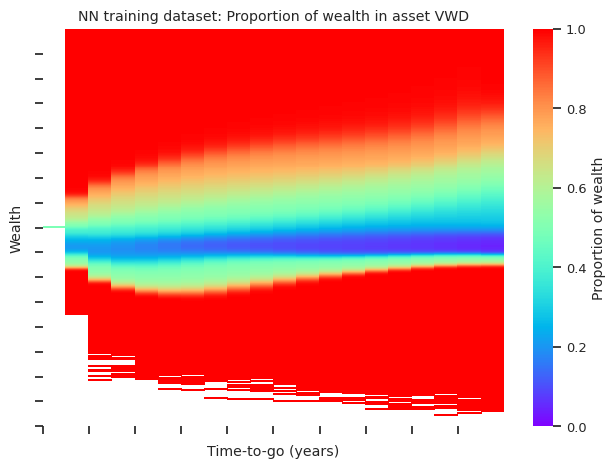 NN training dataset: Proportion of wealth in asset VWD
Wealth
Time-to-go (years)
1.0
0.8
0.6
0.4
0.2
0.0
Proportion of wealth